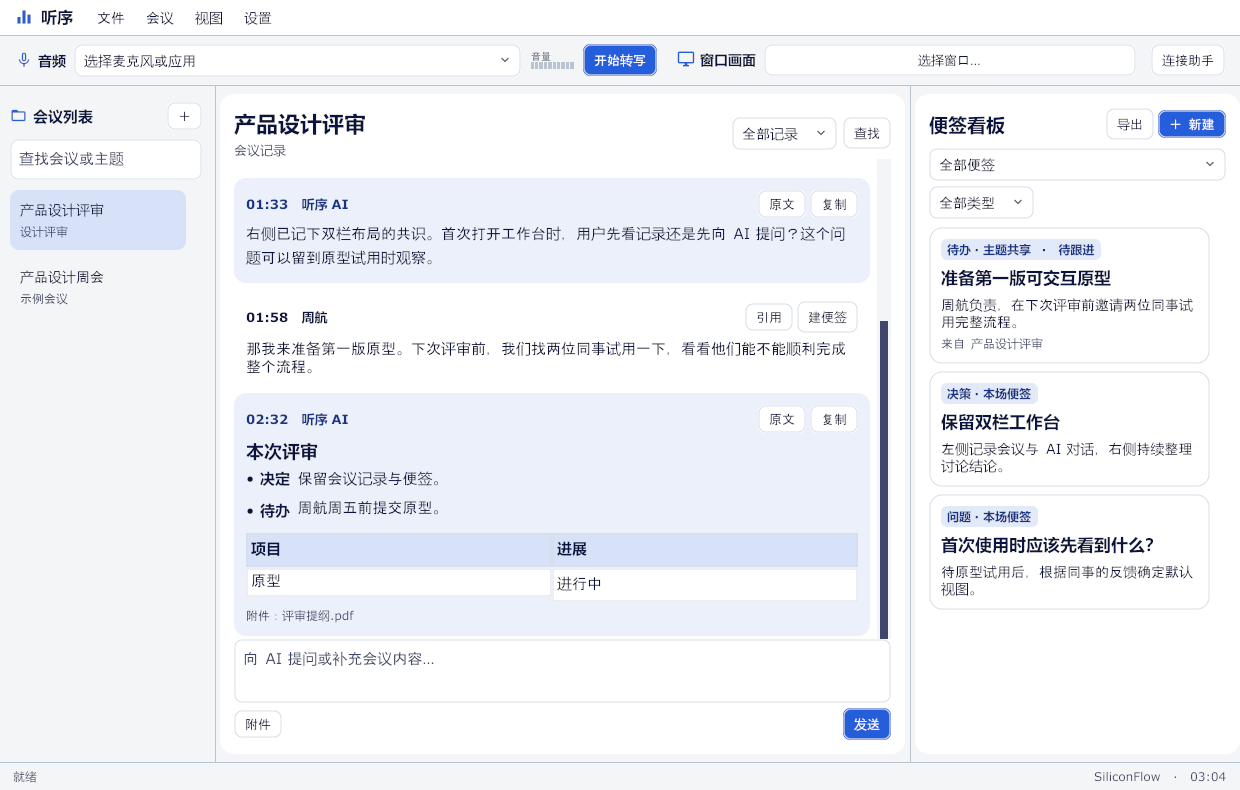 听序 文件 会议 视图 设置
音频 选择麦克风或应用 音量 开始转写 窗口画面 选择窗口... 连接助手
会议列表 +
查找会议或主题
产品设计评审
设计评审
产品设计周会
示例会议
产品设计评审
会议记录
全部记录 查找
01:33 听序 AI 原文 复制
右侧已记下双栏布局的共识。首次打开工作台时，用户先看记录还是先向 AI 提问？这个问
题可以留到原型试用时观察。
01:58 周航 引用 建便签
那我来准备第一版原型。下次评审前，我们找两位同事试用一下，看看他们能不能顺利完成
整个流程。
02:32 听序 AI 原文 复制
本次评审
• 决定 保留会议记录与便签。
• 待办 周航周五前提交原型。
项目 进展
原型 进行中
附件：评审提纲.pdf
向 AI 提问或补充会议内容...
附件 发送
便签看板 导出 + 新建
全部便签
全部类型
待办 · 主题共享 · 待跟进
准备第一版可交互原型
周航负责，在下次评审前邀请两位同事试
用完整流程。
来自 产品设计评审
决策 · 本场便签
保留双栏工作台
左侧记录会议与 AI 对话，右侧持续整理
讨论结论。
问题 · 本场便签
首次使用时应该先看到什么？
待原型试用后，根据同事的反馈确定默认
视图。
就绪 SiliconFlow · 03:04